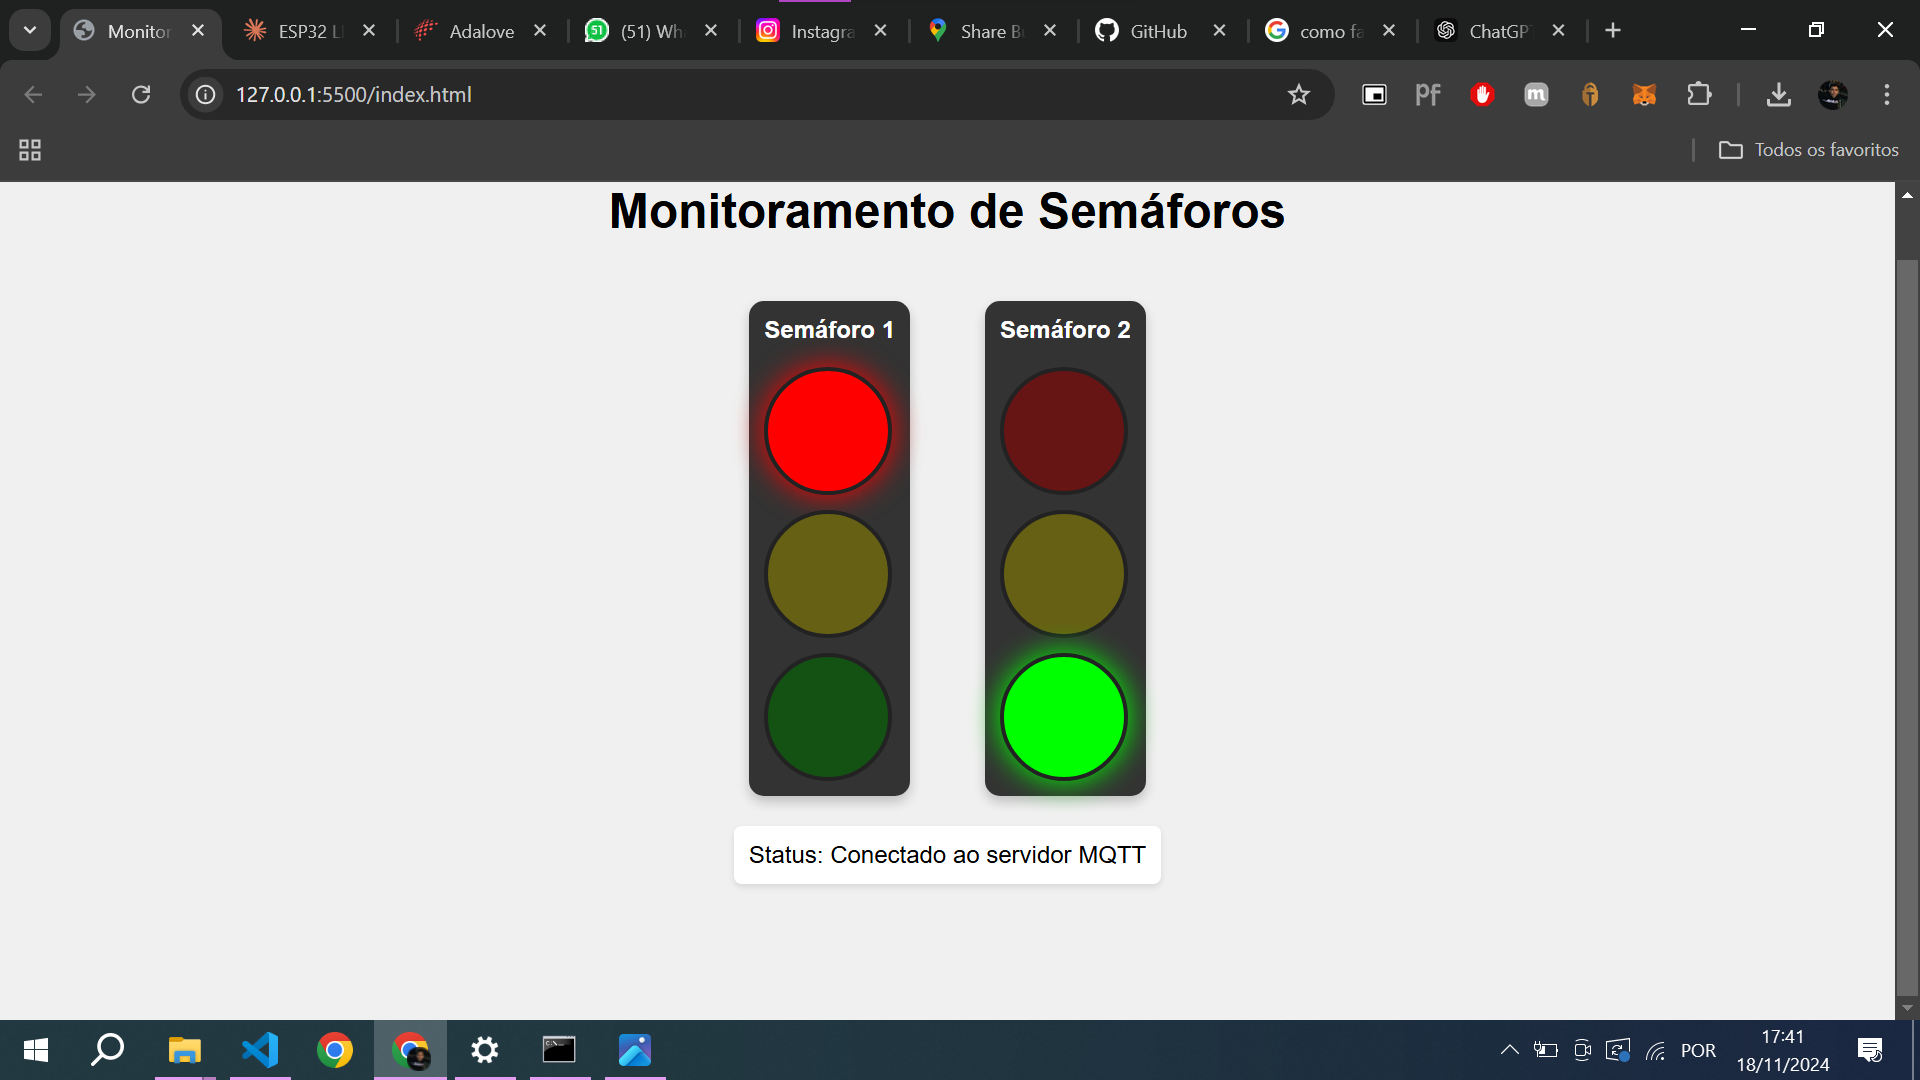 Monitor
ESP32 L
Adalove
(51) Wh
Instagra
Share B
GitHub
como fa
ChatGP
127.0.0.1:5500/index.html
Todos os favoritos
Monitoramento de Semáforos
Semáforo 1
Semáforo 2
Status: Conectado ao servidor MQTT
POR
17:41
18/11/2024